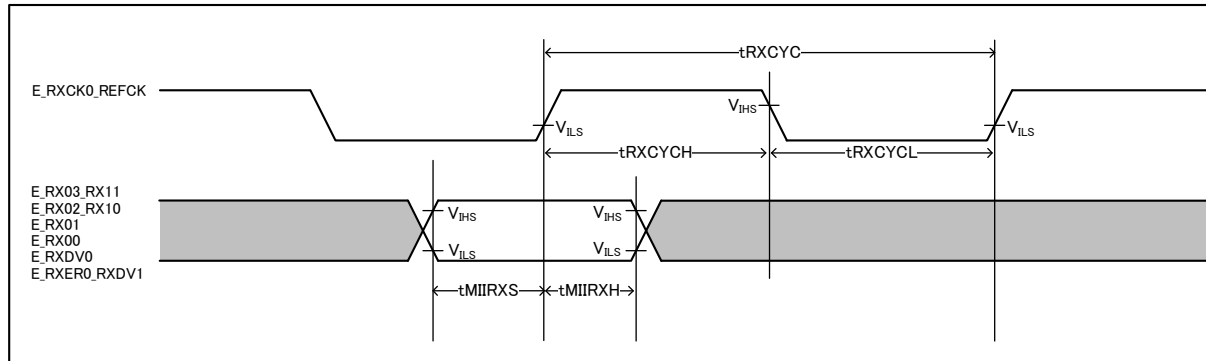 tRXCYC
E_RXCK0_REFCK
VIHS
VILS
VILS
tRXCYCH
tRXCYCL
E_RX03_RX11
E_RX02_RX10
E_RX01
E_RX00
E_RXDV0
E_RXER0_RXDV1
VIHS
VIHS
VILS
VILS
tMIIRXS
tMIIRXH